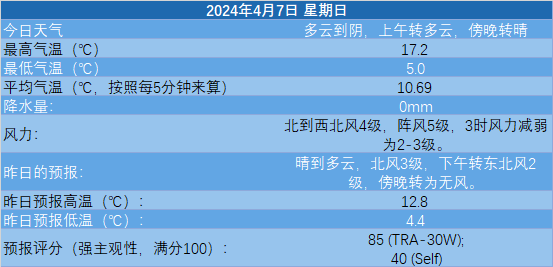 2024年4月7日 星期日
今日天气 多云到阴，上午转多云，傍晚转晴
最高气温（℃） 17.2
最低气温（℃） 5.0
平均气温（℃，按照每5分钟来算） 10.69
降水量： 0mm
风力： 北到西北风4级，阵风5级，3时风力减弱
为2-3级。
昨日的预报： 晴到多云，北风3级，下午转东北风2
级，傍晚转为无风。
昨日预报高温（℃）： 12.8
昨日预报低温（℃）： 4.4
预报评分（强主观性，满分100）： 85 (TRA-30W);
40 (Self)